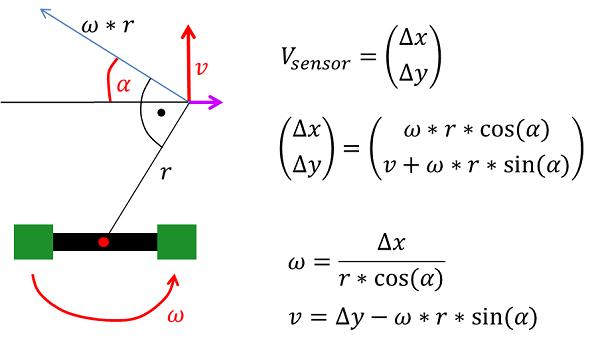 ω * r
v
α
r
ω
V_sensor = (Δx Δy)
(Δx Δy) = (ω * r * cos(α) v + ω * r * sin(α))
ω = Δx / r * cos(α)
v = Δy − ω * r * sin(α)